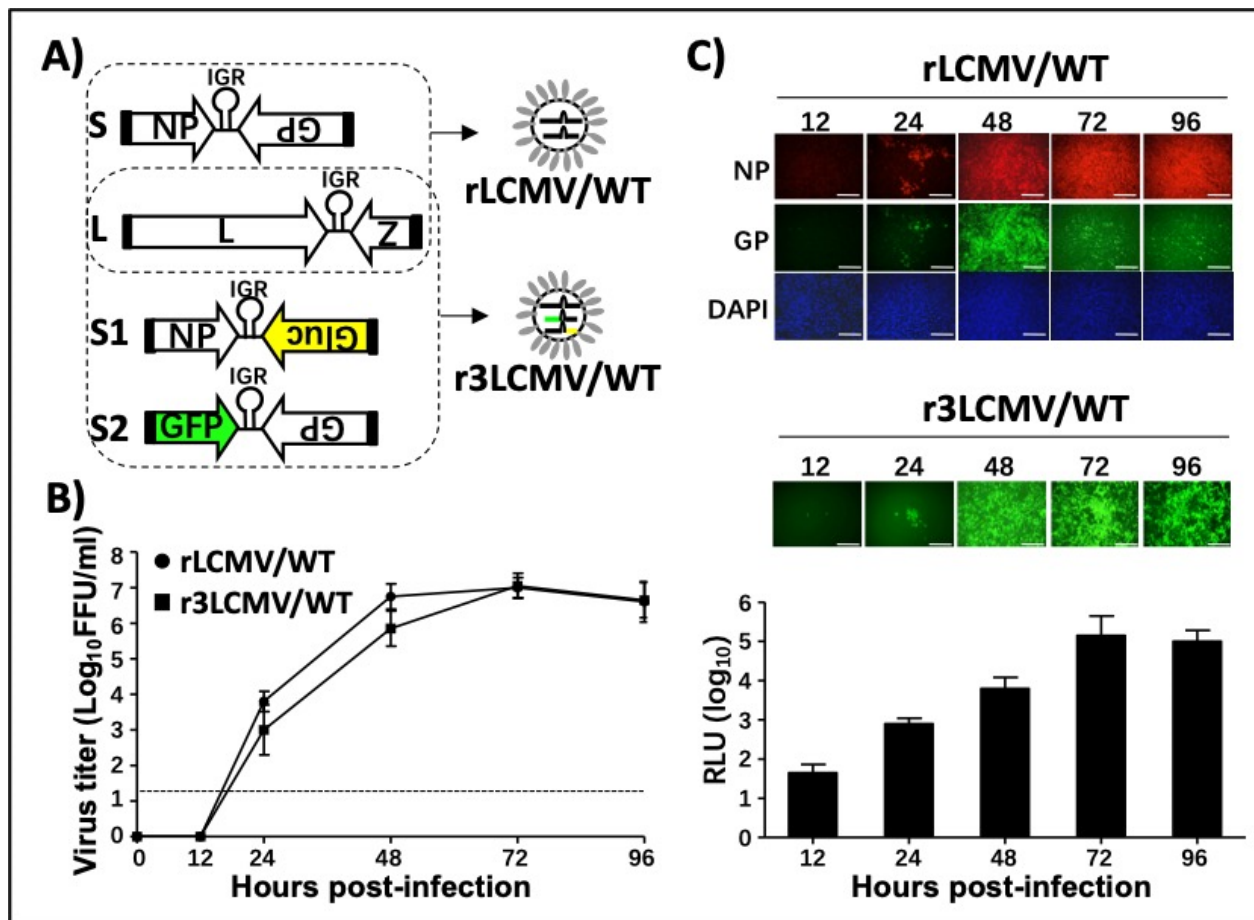 A)
IGR
S NP GP
rLCMV/WT
IGR
L L Z
IGR
S1 NP Gluc
r3LCMV/WT
IGR
S2 GFP GP
B)
8
7
6
5
4
3
2
1
0
Virus titer (Log₁₀FFU/ml)
rLCMV/WT
r3LCMV/WT
0 12 24 48 72 96
Hours post-infection
C)
rLCMV/WT
12 24 48 72 96
NP
GP
DAPI
r3LCMV/WT
12 24 48 72 96
6
5
4
3
2
1
0
RLU (log₁₀)
12 24 48 72 96
Hours post-infection